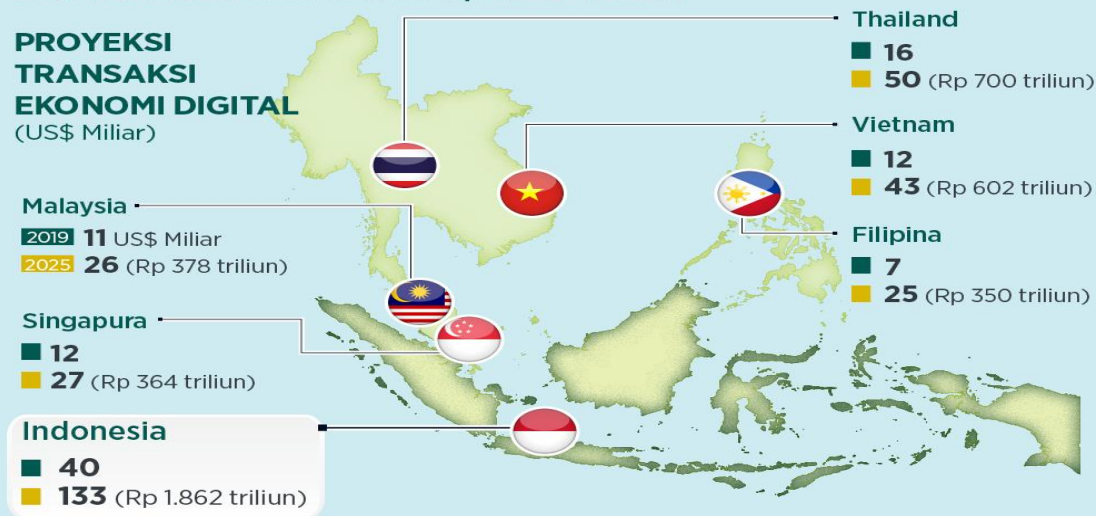 PROYEKSI
TRANSAKSI
EKONOMI DIGITAL
(US$ Miliar)
Malaysia
2019 11 US$ Miliar
2025 26 (Rp 378 triliun)
Singapura
12
27 (Rp 364 triliun)
Indonesia
40
133 (Rp 1.862 triliun)
Thailand
16
50 (Rp 700 triliun)
Vietnam
12
43 (Rp 602 triliun)
Filipina
7
25 (Rp 350 triliun)